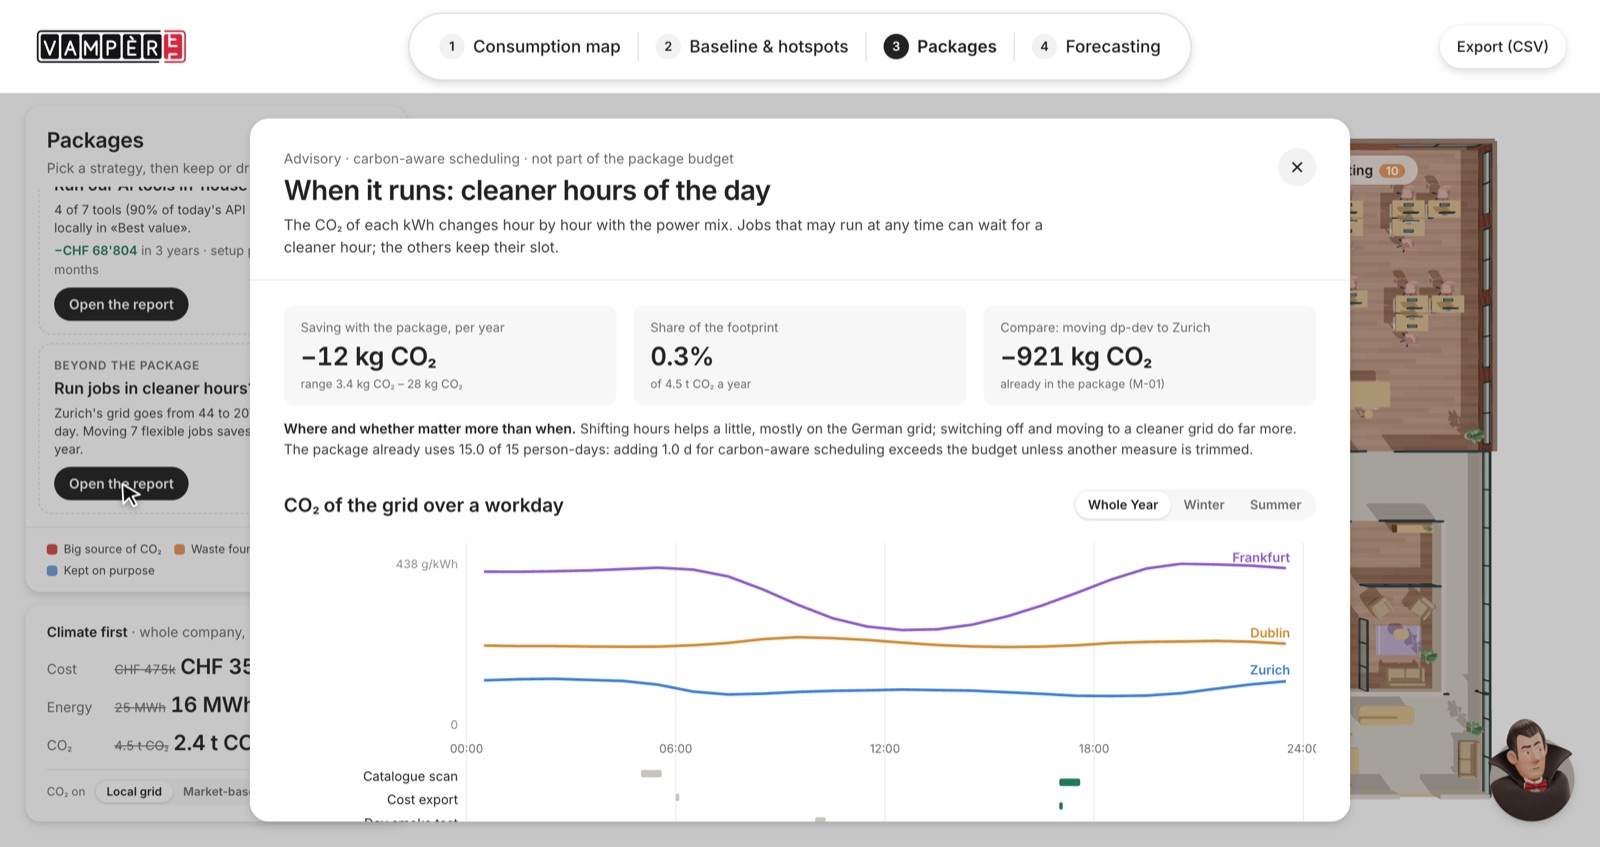 VAMPÈREE
1 Consumption map
2 Baseline & hotspots
3 Packages
4 Forecasting
Export (CSV)
Packages
Pick a strategy, then keep or dr
Run our AI tools in-house
4 of 7 tools (90% of today's API
locally in «Best value».
−CHF 68'804 in 3 years · setup
months
Open the report
BEYOND THE PACKAGE
Run jobs in cleaner hours?
Zurich's grid goes from 44 to 20
day. Moving 7 flexible jobs saves
year.
Open the report
Big source of CO₂ Waste four
Kept on purpose
Climate first · whole company,
Cost CHF 475k CHF 35
Energy 25 MWh 16 MWh
CO₂ 4.5 t CO₂ 2.4 t CO
CO₂ on Local grid Market-bas
Advisory · carbon-aware scheduling · not part of the package budget
When it runs: cleaner hours of the day
The CO₂ of each kWh changes hour by hour with the power mix. Jobs that may run at any time can wait for a
cleaner hour; the others keep their slot.
Saving with the package, per year
−12 kg CO₂
range 3.4 kg CO₂ – 28 kg CO₂
Share of the footprint
0.3%
of 4.5 t CO₂ a year
Compare: moving dp-dev to Zurich
−921 kg CO₂
already in the package (M-01)
Where and whether matter more than when. Shifting hours helps a little, mostly on the German grid; switching off and moving to a cleaner grid do far more.
The package already uses 15.0 of 15 person-days: adding 1.0 d for carbon-aware scheduling exceeds the budget unless another measure is trimmed.
CO₂ of the grid over a workday
Whole Year Winter Summer
438 g/kWh
Frankfurt
Dublin
Zurich
0
00:00 06:00 12:00 18:00 24:00
Catalogue scan
Cost export
ting 10